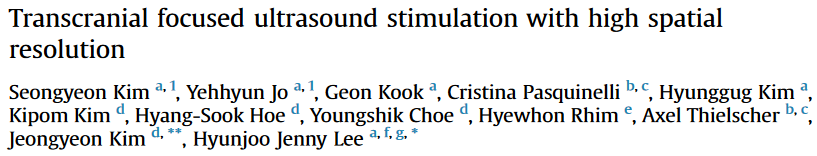 Transcranial focused ultrasound stimulation with high spatial
resolution
Seongyeon Kim a, 1, Yehhyun Jo a, 1, Geon Kook a, Cristina Pasquinelli b, c, Hyunggug Kim a,
Kipom Kim d, Hyang-Sook Hoe d, Youngshik Choe d, Hyewhon Rhim e, Axel Thielscher b, c,
Jeongyeon Kim d, **, Hyunjoo Jenny Lee a, f, g, *